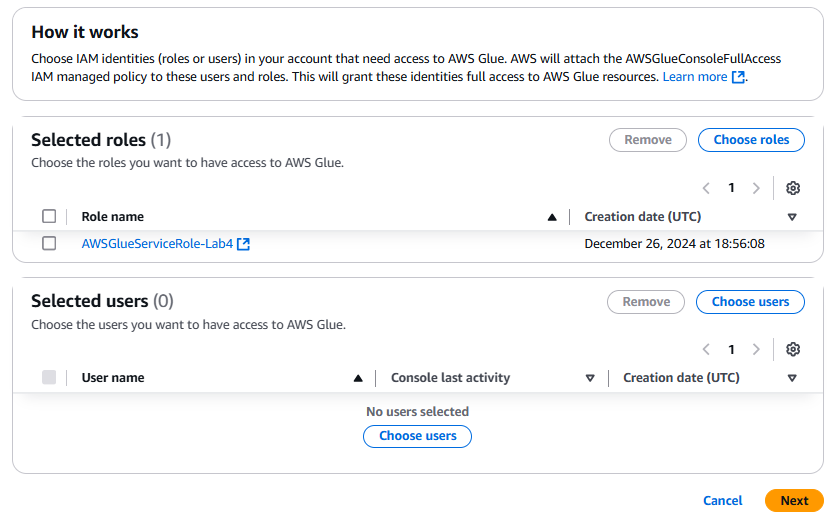 How it works
Choose IAM identities (roles or users) in your account that need access to AWS Glue. AWS will attach the AWSGlueConsoleFullAccess
IAM managed policy to these users and roles. This will grant these identities full access to AWS Glue resources. Learn more.
Selected roles (1)
Remove
Choose roles
Choose the roles you want to have access to AWS Glue.
1
Role name
Creation date (UTC)
AWSGlueServiceRole-Lab4
December 26, 2024 at 18:56:08
Selected users (0)
Remove
Choose users
Choose the users you want to have access to AWS Glue.
1
User name
Console last activity
Creation date (UTC)
No users selected
Choose users
Cancel
Next